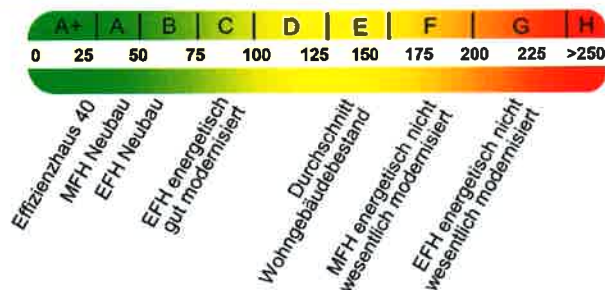 A+ A B C D E F G H
0 25 50 75 100 125 150 175 200 225 >250
Effizienzhaus 40
MFH Neubau
EFH Neubau
EFH energetisch
gut modernisiert
Durchschnitt
Wohngebäudebestand
MFH energetisch nicht
wesentlich modernisiert
EFH energetisch nicht
wesentlich modernisiert